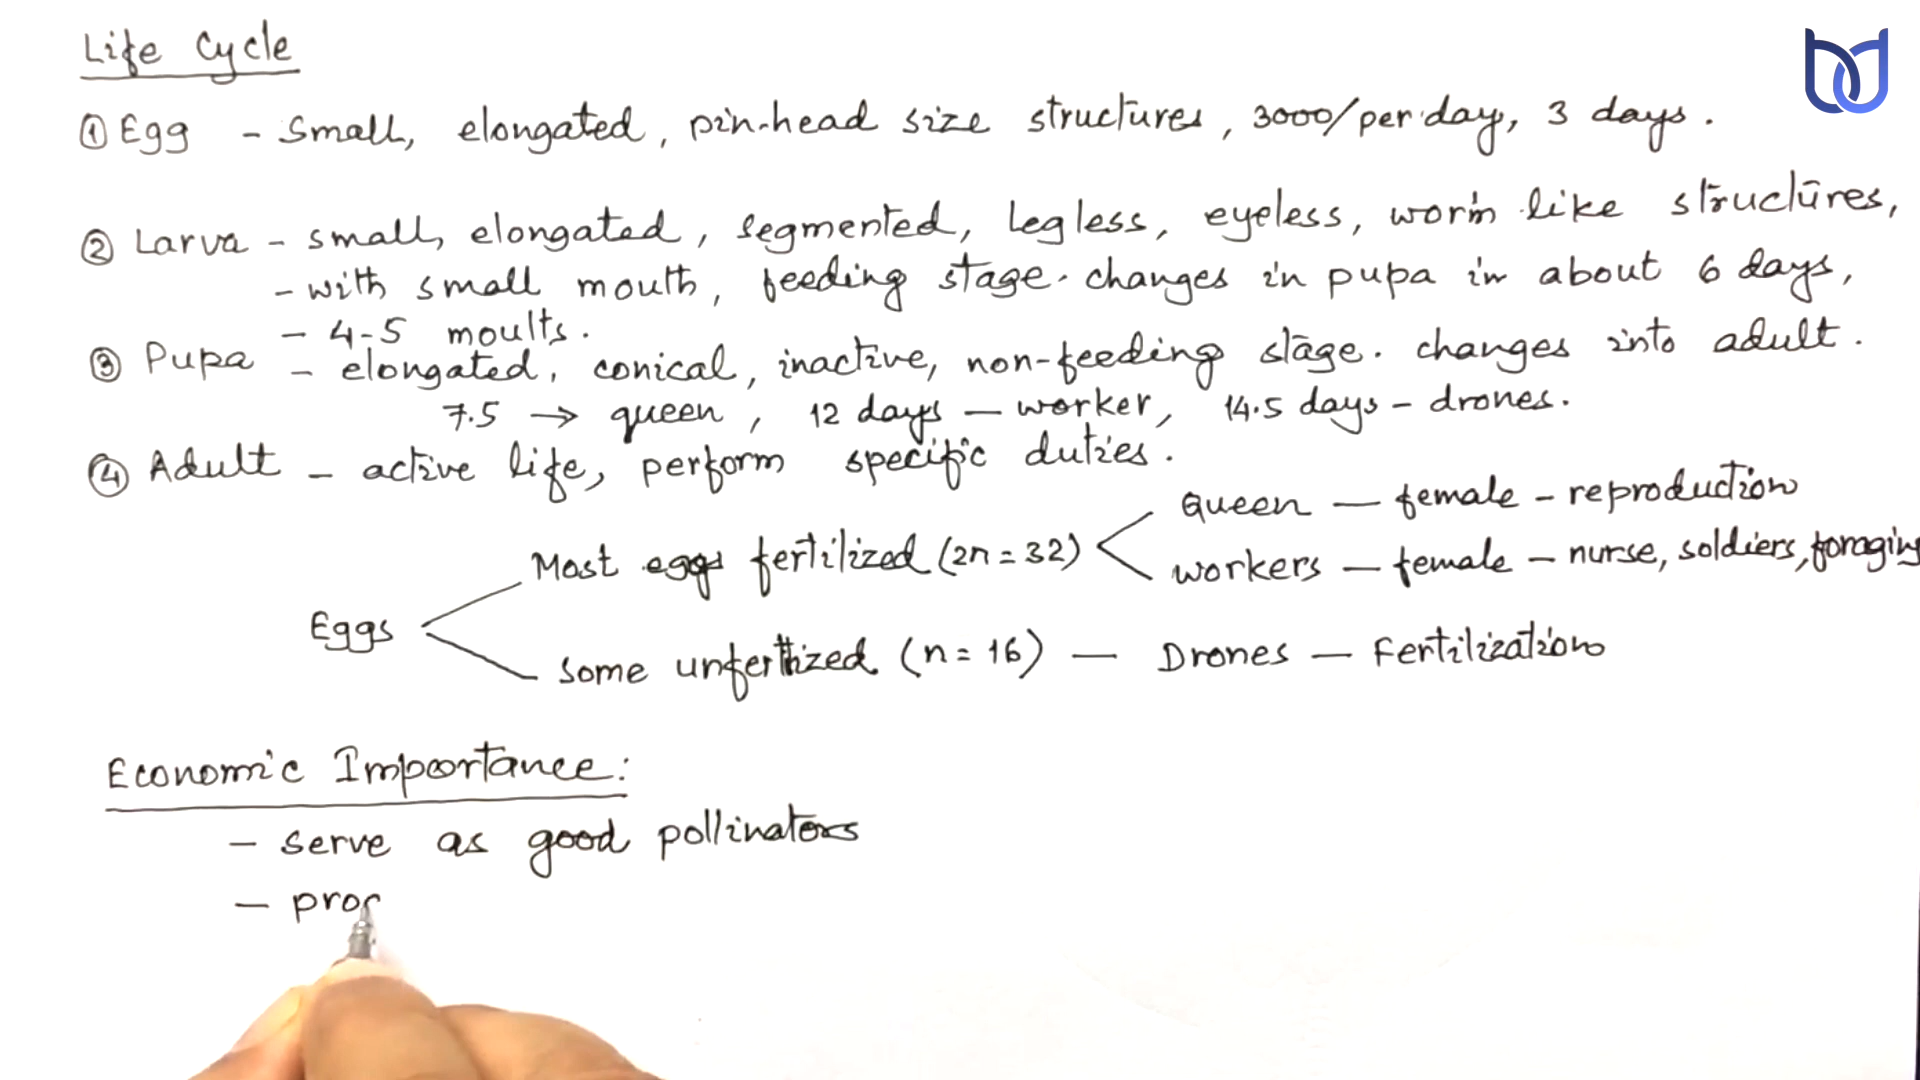 Life Cycle
① Egg - Small, elongated, pin-head size structures, 3000/per day, 3 days.
② Larva - small, elongated, segmented, legless, eyeless, worm like structures,
- with small mouth, feeding stage. changes in pupa in about 6 days,
- 4-5 moults.
③ Pupa - elongated, conical, inactive, non-feeding stage. changes into adult.
7.5 → queen, 12 days - worker, 14.5 days - drones.
④ Adult - active life, perform specific duties.
Queen - female - reproduction
Most eggs fertilized (2n = 32)
workers - female - nurse, soldiers, foraging
Eggs
Some unfertilized (n = 16) - Drones - Fertilization
Economic Importance:
- serve as good pollinators
- proc